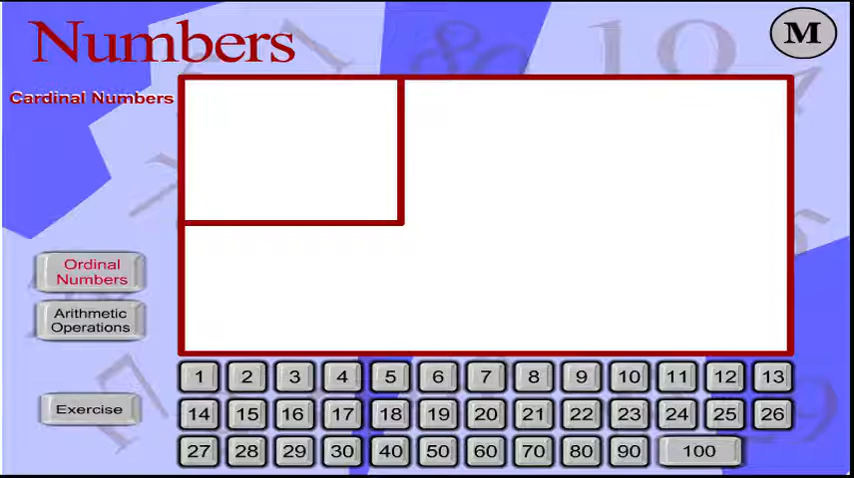 Numbers
M
Cardinal Numbers
Ordinal
Numbers
Arithmetic
Operations
Exercise
1 2 3 4 5 6 7 8 9 10 11 12 13
14 15 16 17 18 19 20 21 22 23 24 25 26
27 28 29 30 40 50 60 70 80 90 100